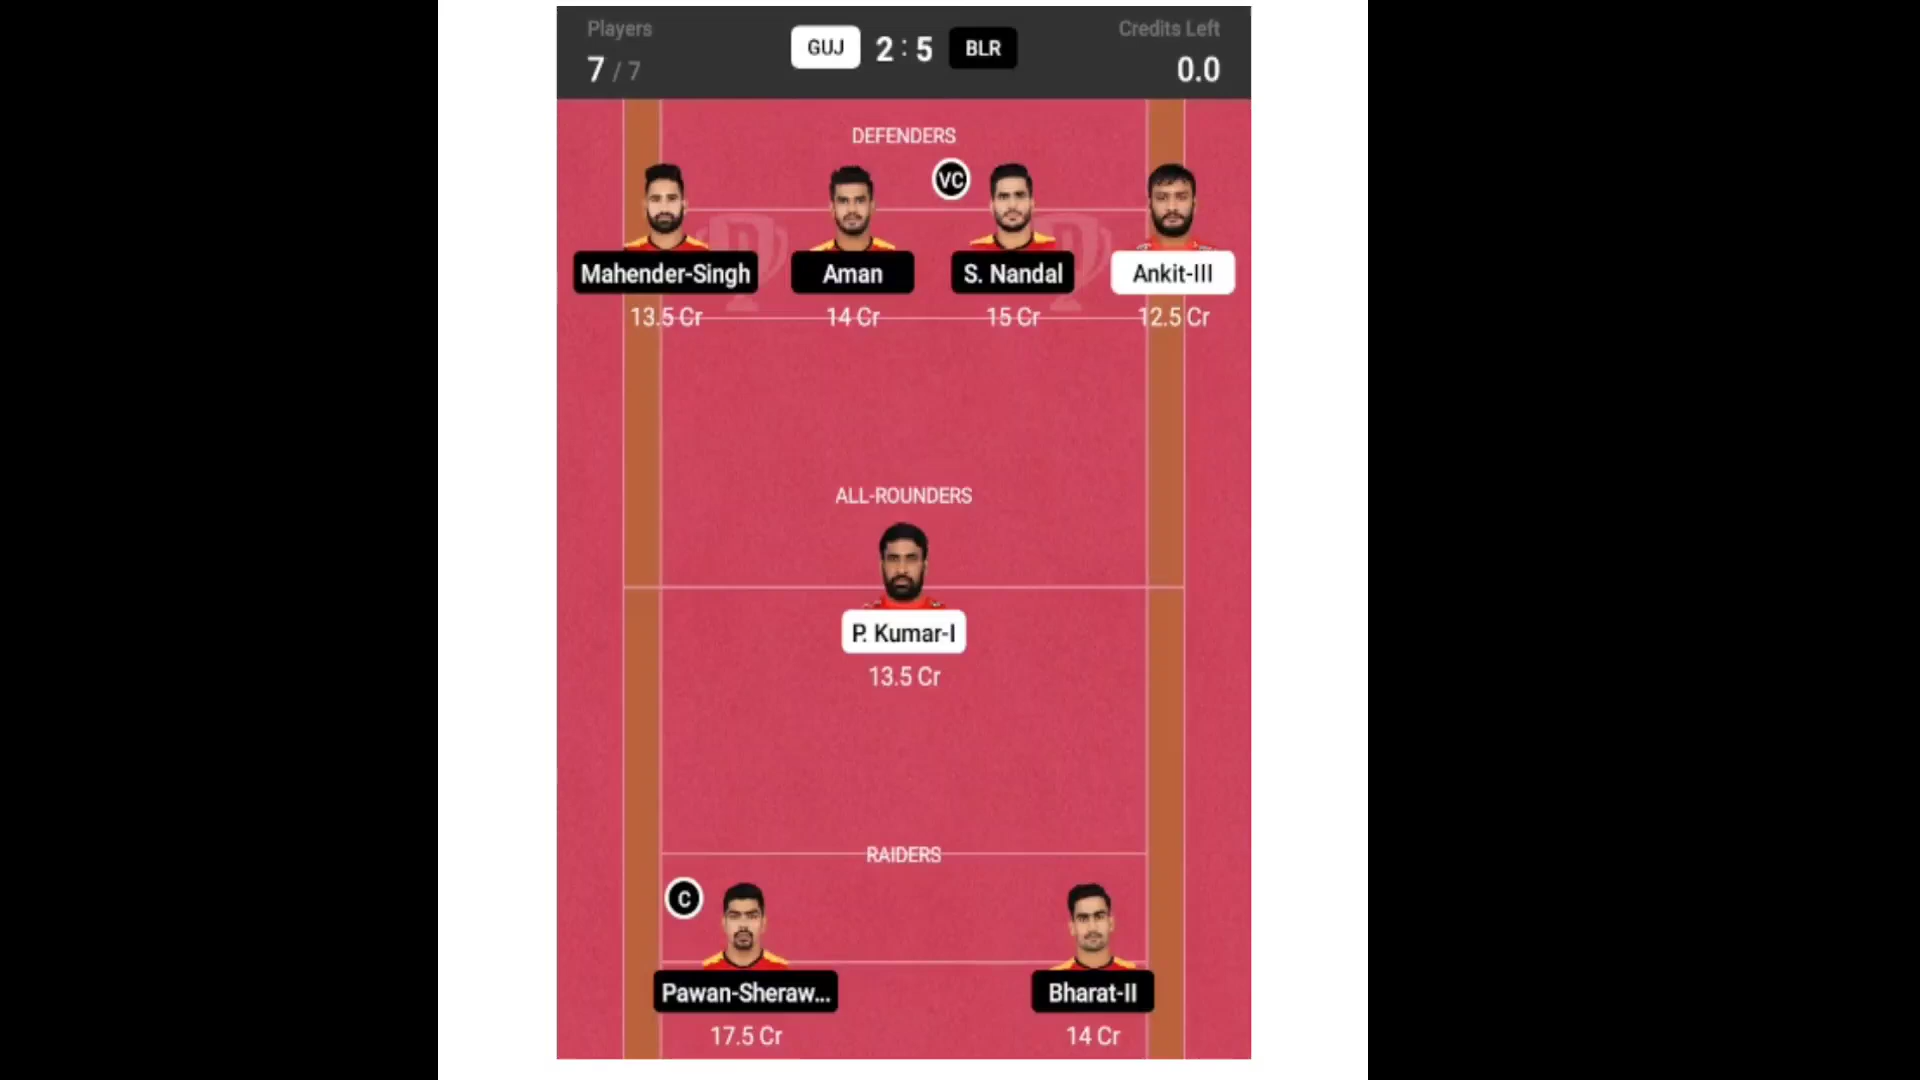 Players
7 / 7
GUJ 2 : 5 BLR
Credits Left
0.0
DEFENDERS
VC
Mahender-Singh Aman S. Nandal Ankit-III
13.5 Cr 14 Cr 15 Cr 12.5 Cr
ALL-ROUNDERS
P. Kumar-I
13.5 Cr
RAIDERS
C
Pawan-Sheraw... Bharat-II
17.5 Cr 14 Cr